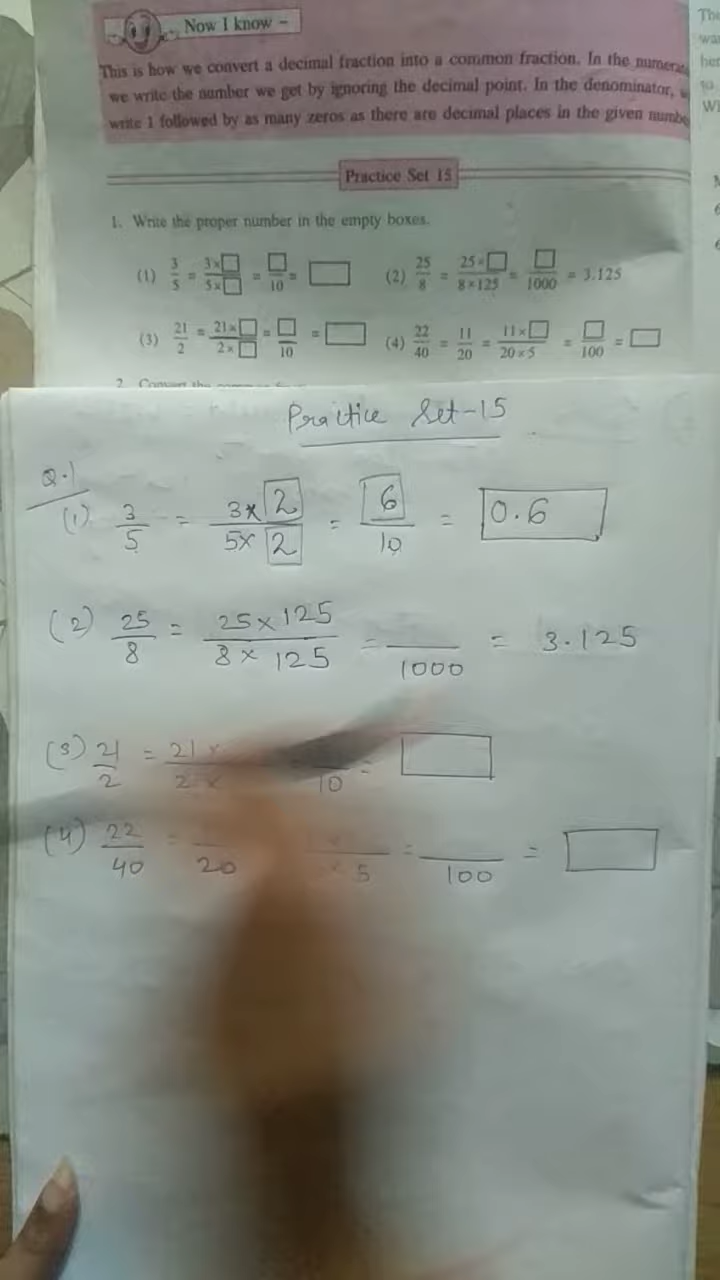 Now I know –
This is how we convert a decimal fraction into a common fraction. In the
we write the number we get by ignoring the decimal point. In the denominator,
write 1 followed by as many zeros as there are decimal places in the given
Practice Set 15
1. Write the proper number in the empty boxes.
(1) 3/5 = 3×□/5×□ = □/10 = □ (2) 25/8 = 25×□/8×125 = □/1000 = 3.125
(3) 21/2 = 21×□/2×□ = □/10 = □ (4) 22/40 = 11/20 = 11×□/20×5 = □/100 = □
2. Convert the
Practice Set-15
Q.1
(1) 3/5 = 3×2/5×2 = 6/10 = 0.6
(2) 25/8 = 25×125/8×125 = /1000 = 3.125
(3) 21/2 = 21×/2× /10 = □
(4) 22/40 = /20 ×5 = /100 = □